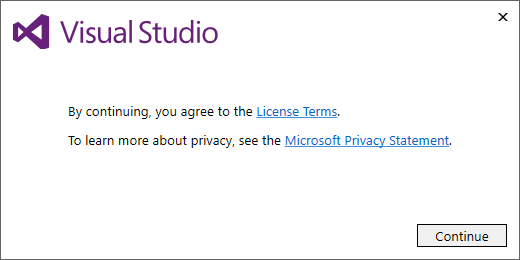 Visual Studio
By continuing, you agree to the License Terms.
To learn more about privacy, see the Microsoft Privacy Statement.
Continue